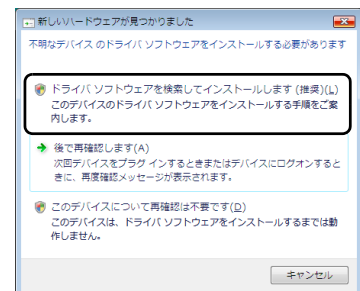 新しいハードウェアが見つかりました
不明なデバイス のドライバ ソフトウェアをインストールする必要があります
ドライバ ソフトウェアを検索してインストールします (推奨)(L)
このデバイスのドライバ ソフトウェアをインストールする手順をご案
内します。
後で再確認します(A)
次回デバイスをプラグ インするときまたはデバイスにログオンすると
きに、再度確認メッセージが表示されます。
このデバイスについて再確認は不要です(D)
このデバイスは、ドライバ ソフトウェアをインストールするまでは動
作しません。
キャンセル